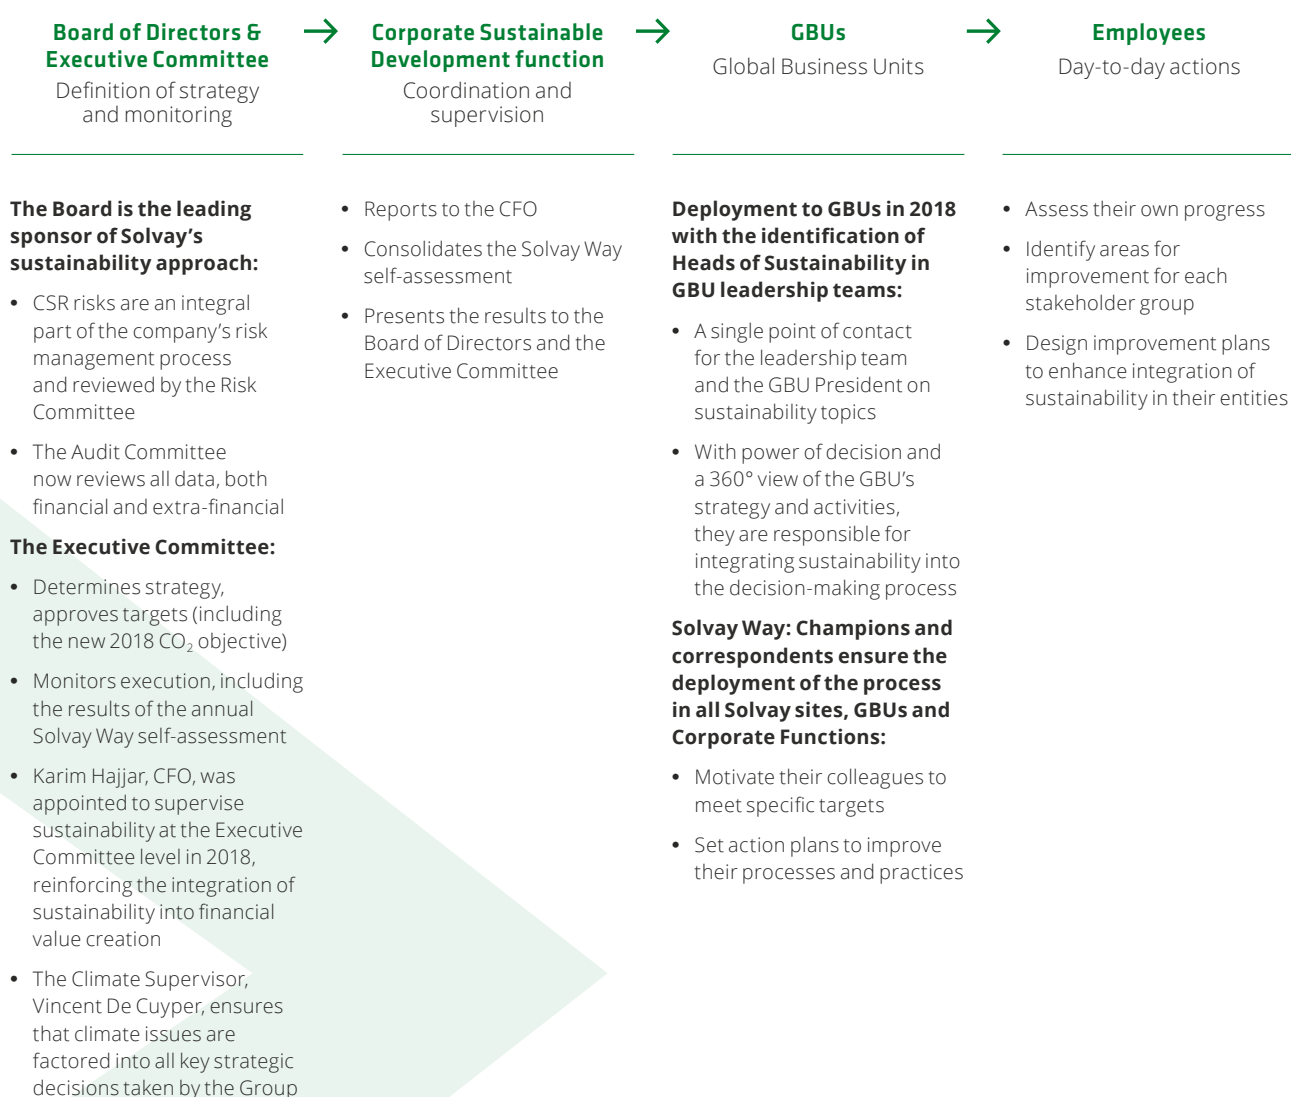 Board of Directors &
Executive Committee
Definition of strategy
and monitoring
The Board is the leading
sponsor of Solvay’s
sustainability approach:
• CSR risks are an integral
part of the company’s risk
management process
and reviewed by the Risk
Committee
• The Audit Committee
now reviews all data, both
financial and extra-financial
The Executive Committee:
• Determines strategy,
approves targets (including
the new 2018 CO₂ objective)
• Monitors execution, including
the results of the annual
Solvay Way self-assessment
• Karim Hajjar, CFO, was
appointed to supervise
sustainability at the Executive
Committee level in 2018,
reinforcing the integration of
sustainability into financial
value creation
• The Climate Supervisor,
Vincent De Cuyper, ensures
that climate issues are
factored into all key strategic
decisions taken by the Group
Corporate Sustainable
Development function
Coordination and
supervision
• Reports to the CFO
• Consolidates the Solvay Way
self-assessment
• Presents the results to the
Board of Directors and the
Executive Committee
GBUs
Global Business Units
Deployment to GBUs in 2018
with the identification of
Heads of Sustainability in
GBU leadership teams:
• A single point of contact
for the leadership team
and the GBU President on
sustainability topics
• With power of decision and
a 360° view of the GBU’s
strategy and activities,
they are responsible for
integrating sustainability into
the decision-making process
Solvay Way: Champions and
correspondents ensure the
deployment of the process
in all Solvay sites, GBUs and
Corporate Functions:
• Motivate their colleagues to
meet specific targets
• Set action plans to improve
their processes and practices
Employees
Day-to-day actions
• Assess their own progress
• Identify areas for
improvement for each
stakeholder group
• Design improvement plans
to enhance integration of
sustainability in their entities